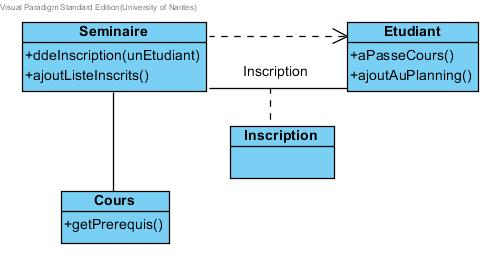 Visual Paradigm Standard Edition(University of Nantes)
Seminaire
+ddeInscription(unEtudiant)
+ajoutListeInscrits()
Etudiant
+aPasseCours()
+ajoutAuPlanning()
Inscription
Inscription
Cours
+getPrerequis()